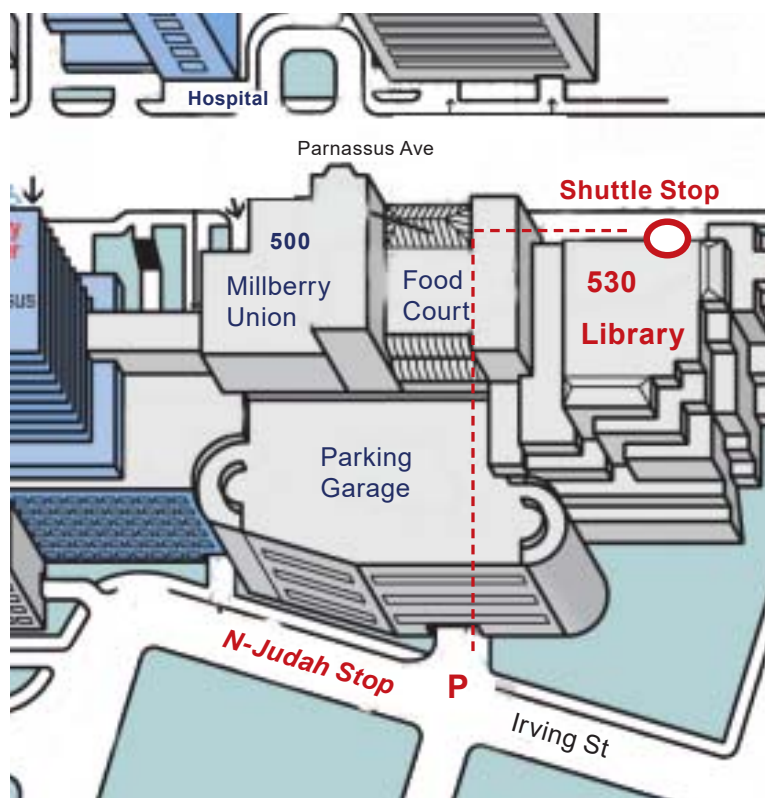 Hospital
Parnassus Ave
Shuttle Stop
500
Millberry
Union
Food
Court
530
Library
Parking
Garage
N-Judah Stop
P
Irving St